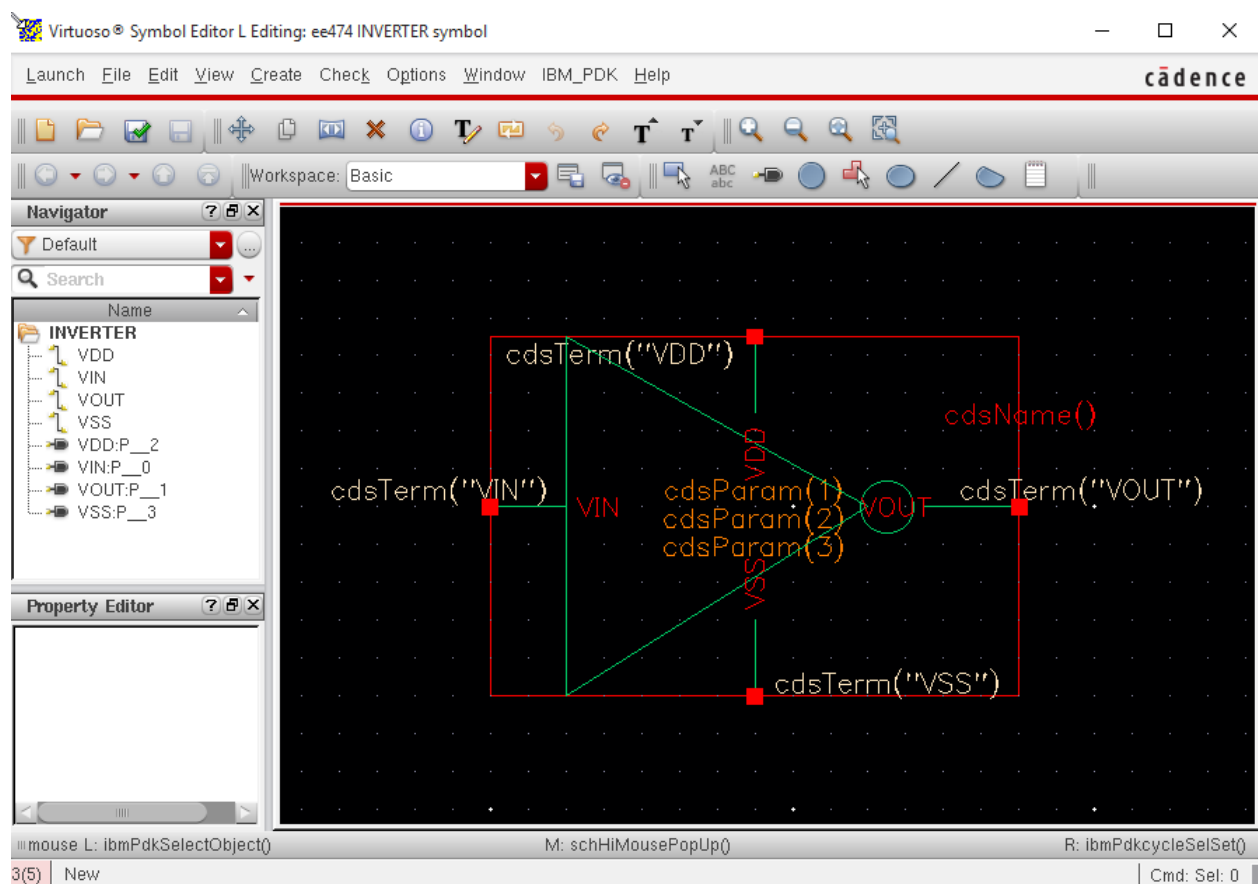 Virtuoso® Symbol Editor L Editing: ee474 INVERTER symbol
Launch File Edit View Create Check Options Window IBM_PDK Help
cādence
Workspace: Basic
ABC
abc
Navigator
Default
Search
Name
INVERTER
VDD
VIN
VOUT
VSS
VDD:P__2
VIN:P__0
VOUT:P__1
VSS:P__3
Property Editor
cdsTerm("VDD")
cdsName()
VDD
cdsTerm("VIN")
VIN
cdsParam(1)
cdsParam(2)
cdsParam(3)
VOUT
cdsTerm("VOUT")
VSS
cdsTerm("VSS")
mouse L: ibmPdkSelectObject() M: schHiMousePopUp() R: ibmPdkcycleSelSet()
3(5) New Cmd: Sel: 0